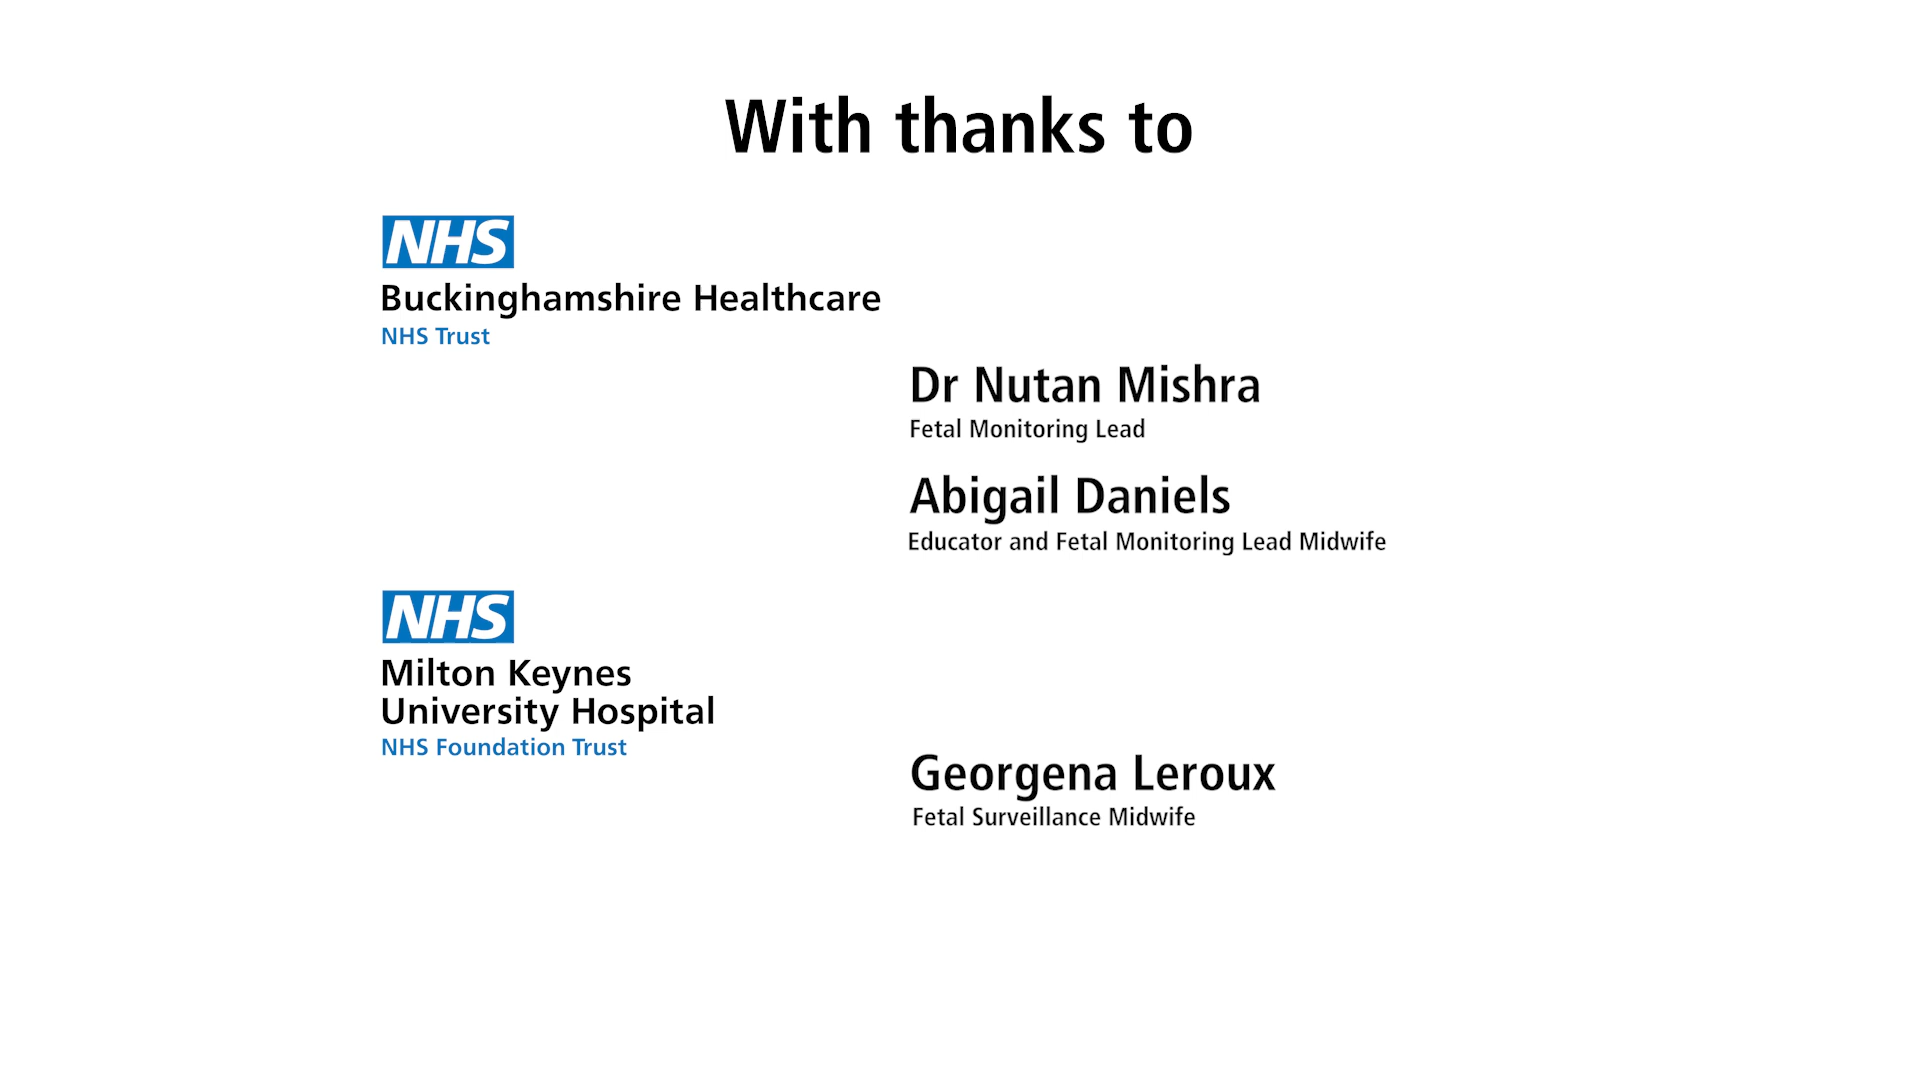 With thanks to
NHS
Buckinghamshire Healthcare
NHS Trust
Dr Nutan Mishra
Fetal Monitoring Lead
Abigail Daniels
Educator and Fetal Monitoring Lead Midwife
NHS
Milton Keynes
University Hospital
NHS Foundation Trust
Georgena Leroux
Fetal Surveillance Midwife